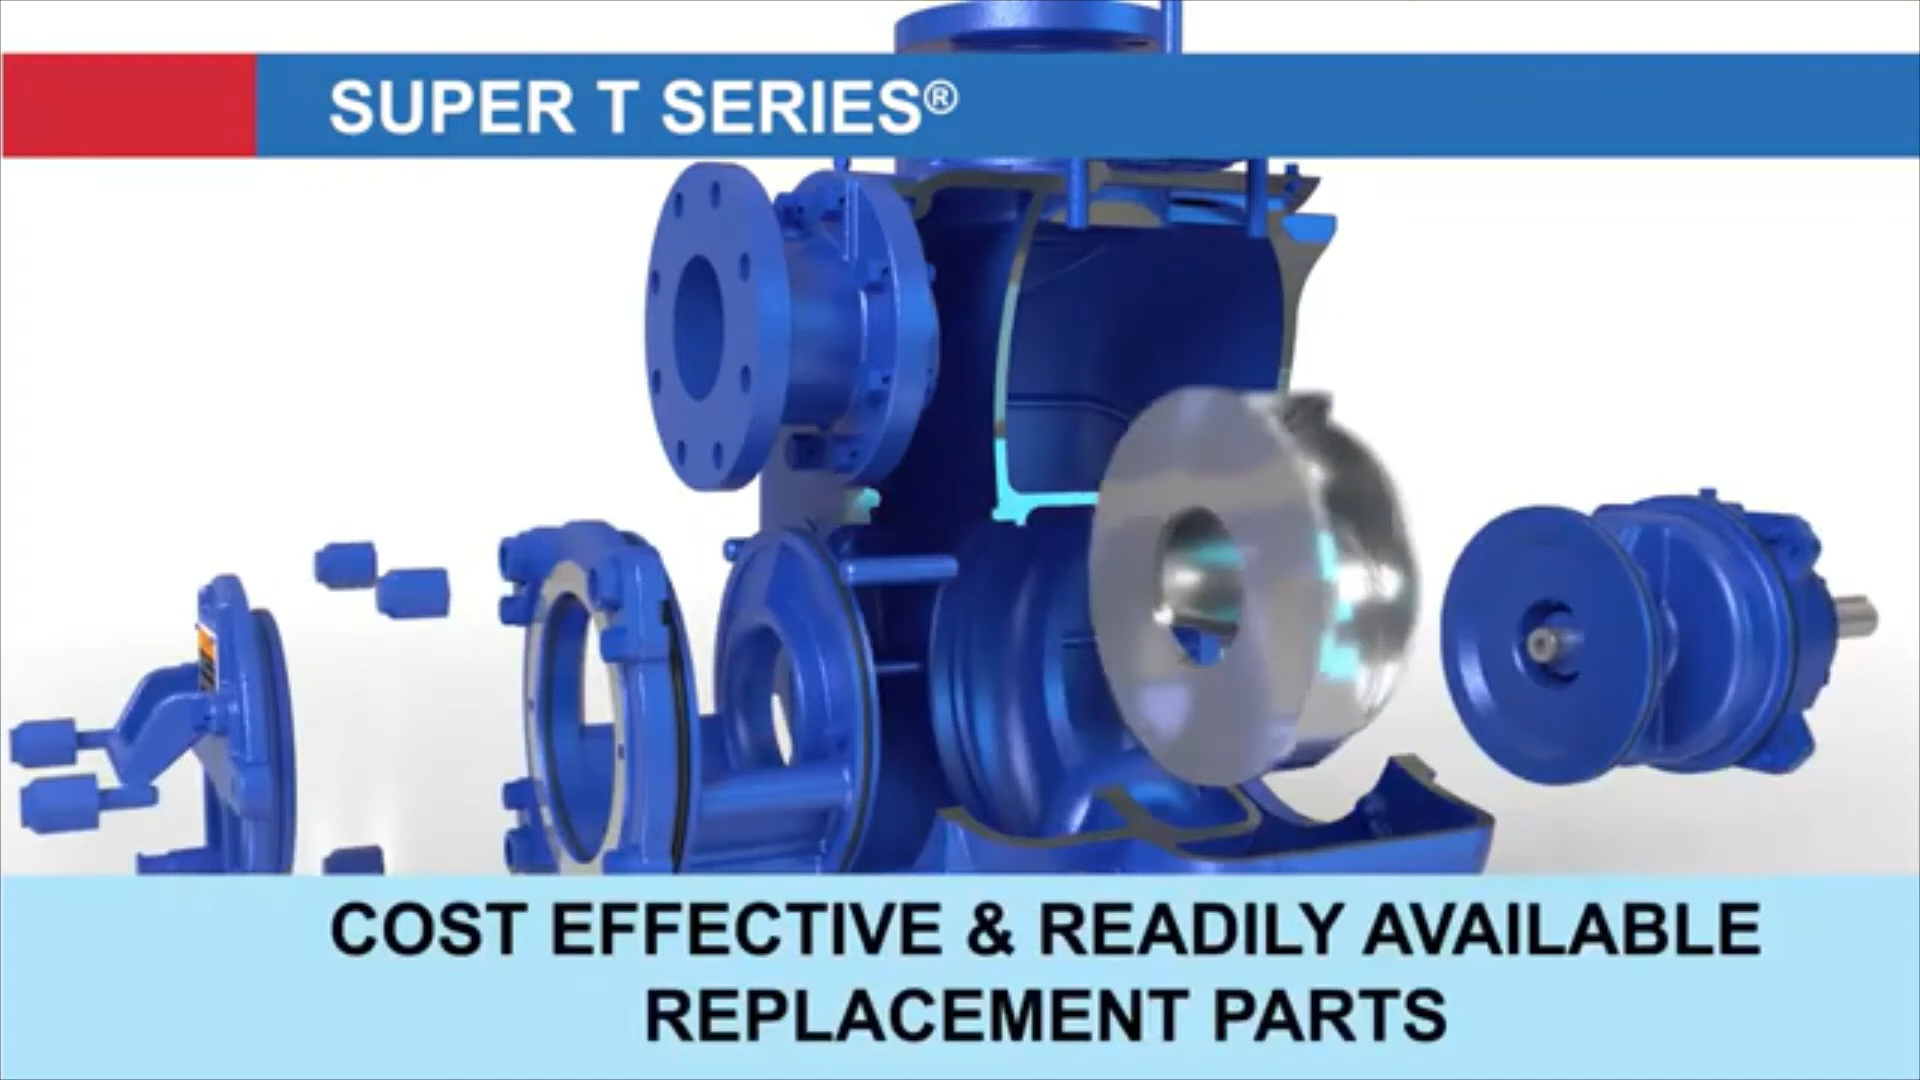 SUPER T SERIES®
COST EFFECTIVE & READILY AVAILABLE
REPLACEMENT PARTS